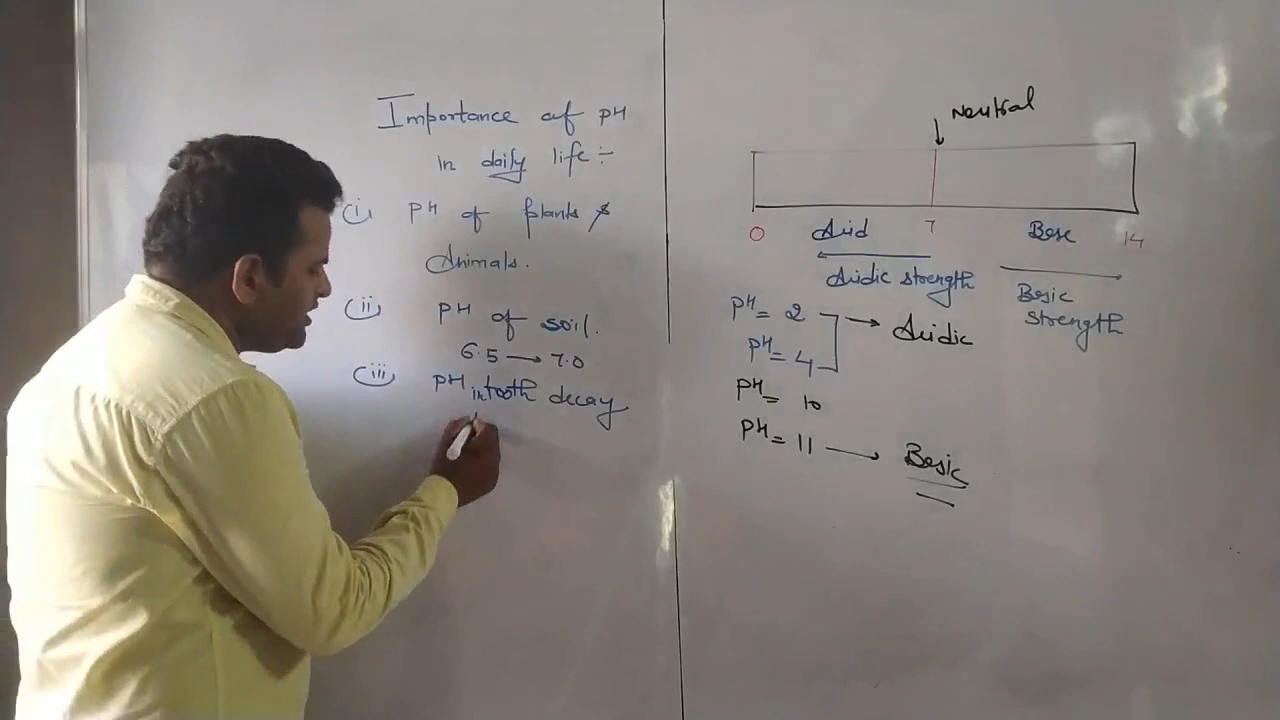 Importance of pH
in daily life :-
(i) pH of plants &
Animals.
(ii) pH of soil.
6.5 → 7.0
(iii) pH in tooth decay
Neutral
0 Acid 7 Base 14
Acidic strength
Basic
strength
pH = 2 → Acidic
pH = 4
pH = 10
pH = 11 → Basic